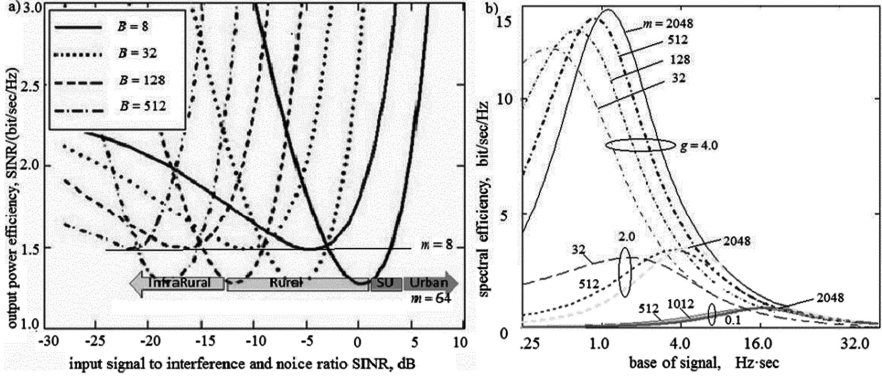 a)
3.0
2.5
2.0
1.5
1.0
output power efficiency, SINR/(bit/sec/Hz)
B = 8
B = 32
B = 128
B = 512
m = 8
InfraRural
Rural
SU
Urban
m = 64
-30
-25
-20
-15
-10
-5
0
5
10
input signal to interference and noice ratio SINR, dB
b)
15
10
5
0
spectral efficiency, bit/sec/Hz
m = 2048
512
128
32
g = 4.0
32
2.0
2048
512
512
1012
0.1
2048
.25
1.0
4.0
16.0
32.0
base of signal, Hz·sec